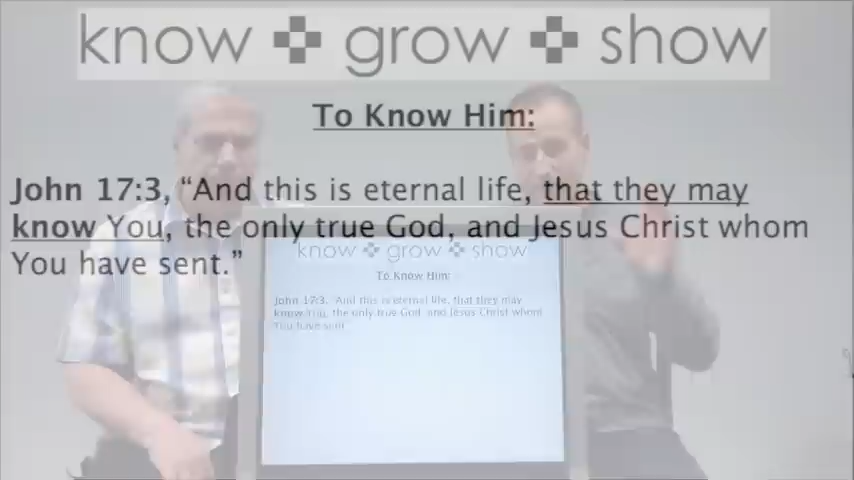 know grow show
To Know Him:
John 17:3, “And this is eternal life, that they may
know You, the only true God, and Jesus Christ whom
You have sent.”
know grow show
To Know Him:
John 17:3, “And this is eternal life, that they may
know You, the only true God, and Jesus Christ whom
You have sent.